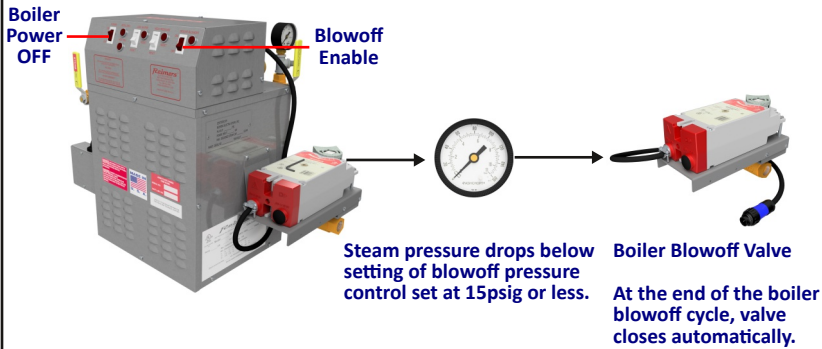 Boiler
Power
OFF
Blowoff
Enable
Steam pressure drops below
setting of blowoff pressure
control set at 15psig or less.
Boiler Blowoff Valve
At the end of the boiler
blowoff cycle, valve
closes automatically.